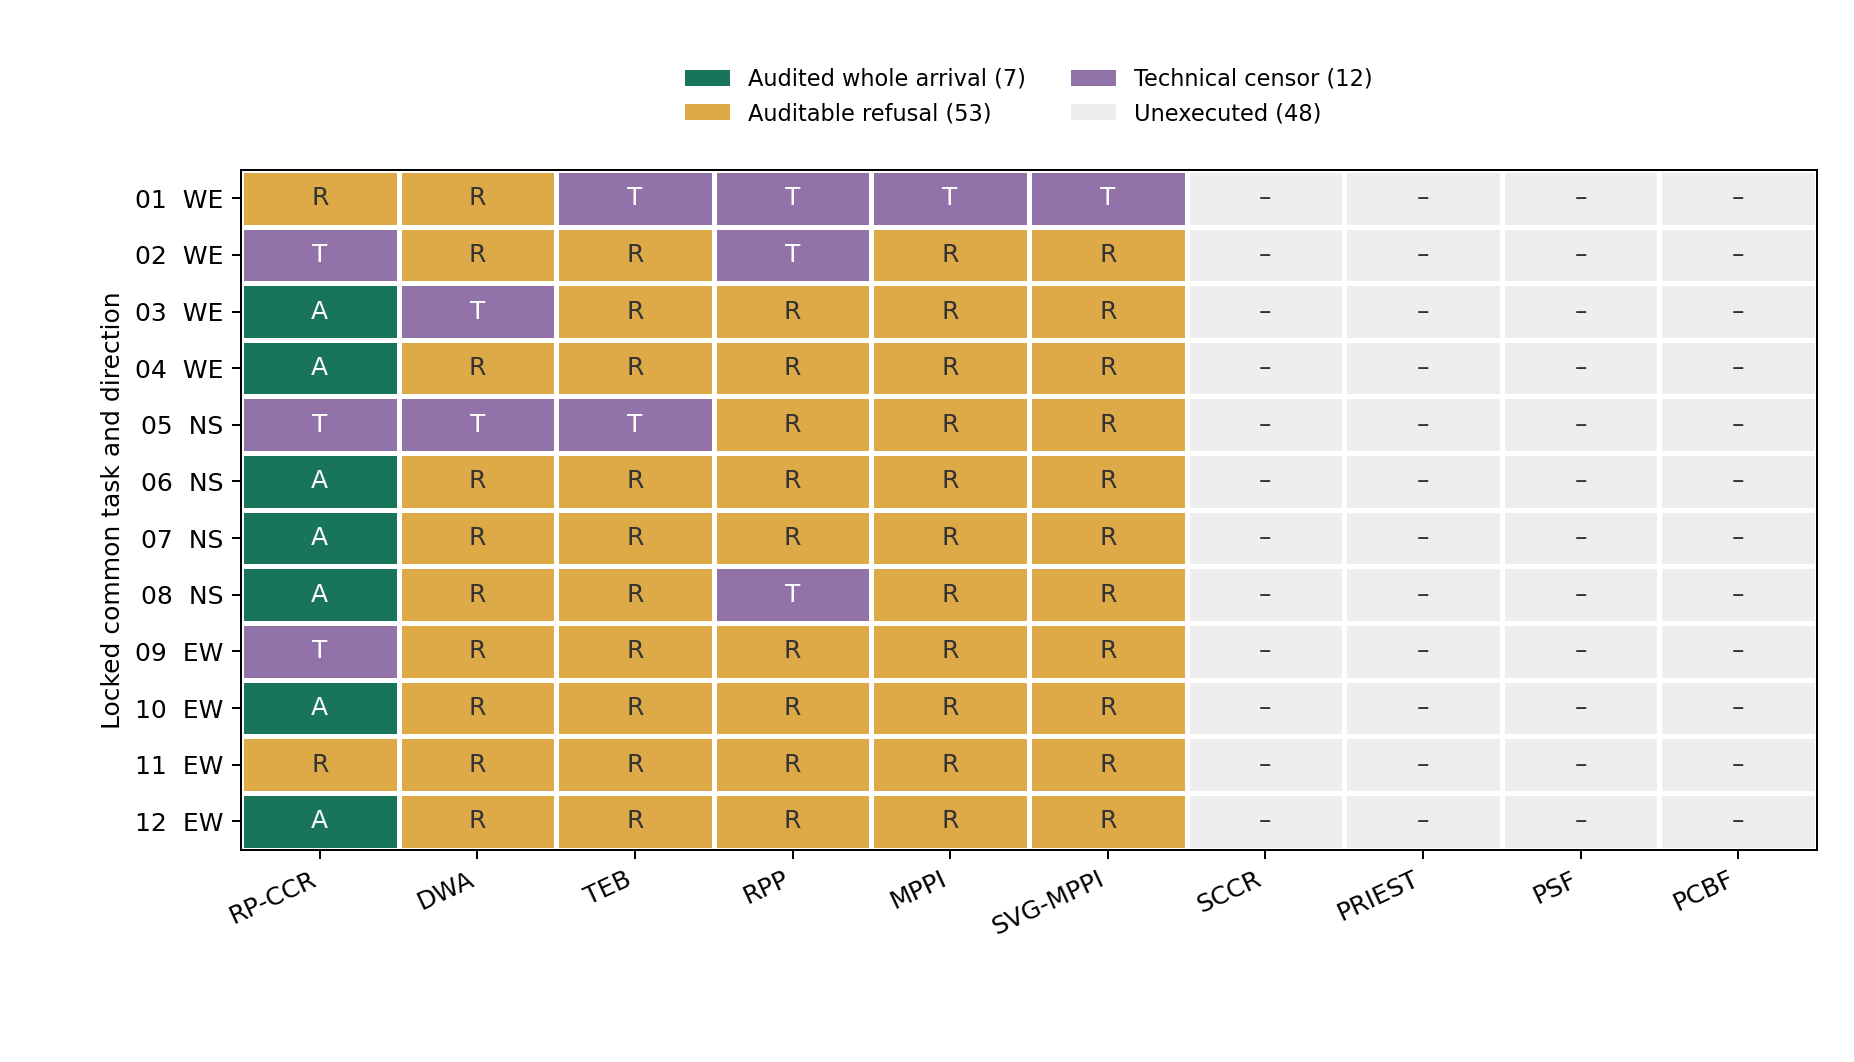 Audited whole arrival (7) Technical censor (12)
Auditable refusal (53) Unexecuted (48)
Locked common task and direction
01 WE R R T T T T – – – –
02 WE T R R T R R – – – –
03 WE A T R R R R – – – –
04 WE A R R R R R – – – –
05 NS T T T R R R – – – –
06 NS A R R R R R – – – –
07 NS A R R R R R – – – –
08 NS A R R T R R – – – –
09 EW T R R R R R – – – –
10 EW A R R R R R – – – –
11 EW R R R R R R – – – –
12 EW A R R R R R – – – –
RP-CCR DWA TEB RPP MPPI SVG-MPPI SCCR PRIEST PSF PCBF